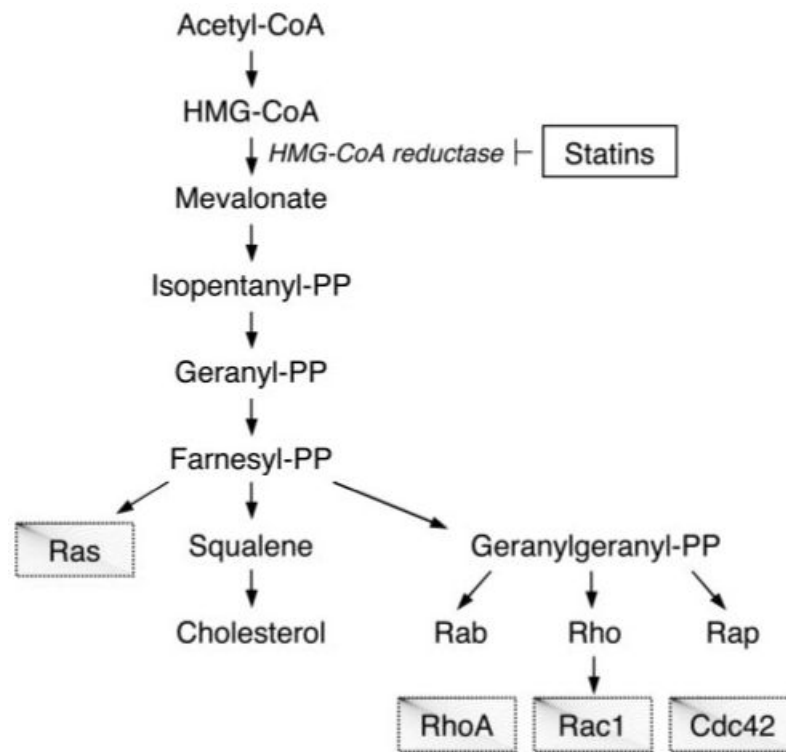 Acetyl-CoA
HMG-CoA
HMG-CoA reductase
Statins
Mevalonate
Isopentanyl-PP
Geranyl-PP
Farnesyl-PP
Ras
Squalene
Geranylgeranyl-PP
Cholesterol
Rab
Rho
Rap
RhoA
Rac1
Cdc42